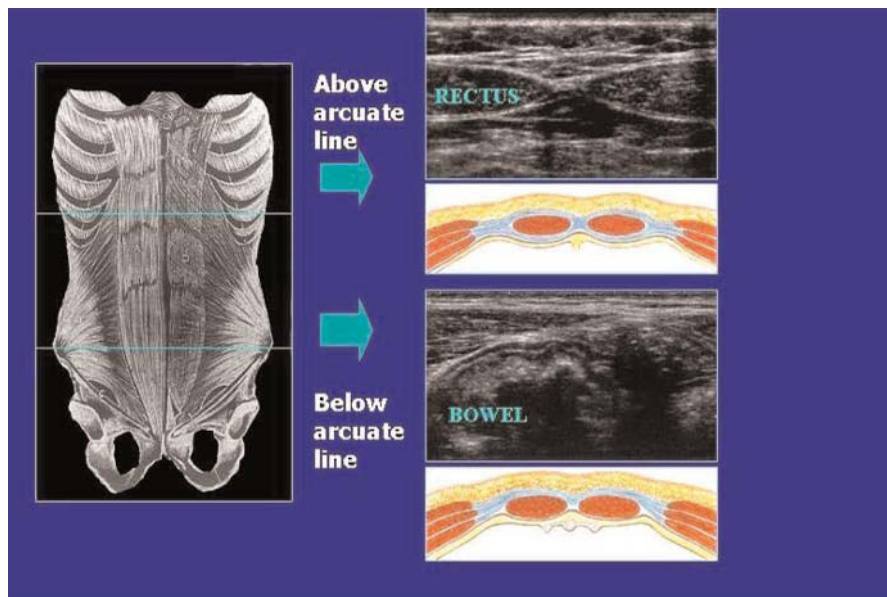 Above
arcuate
line
RECTUS
Below
arcuate
line
BOWEL